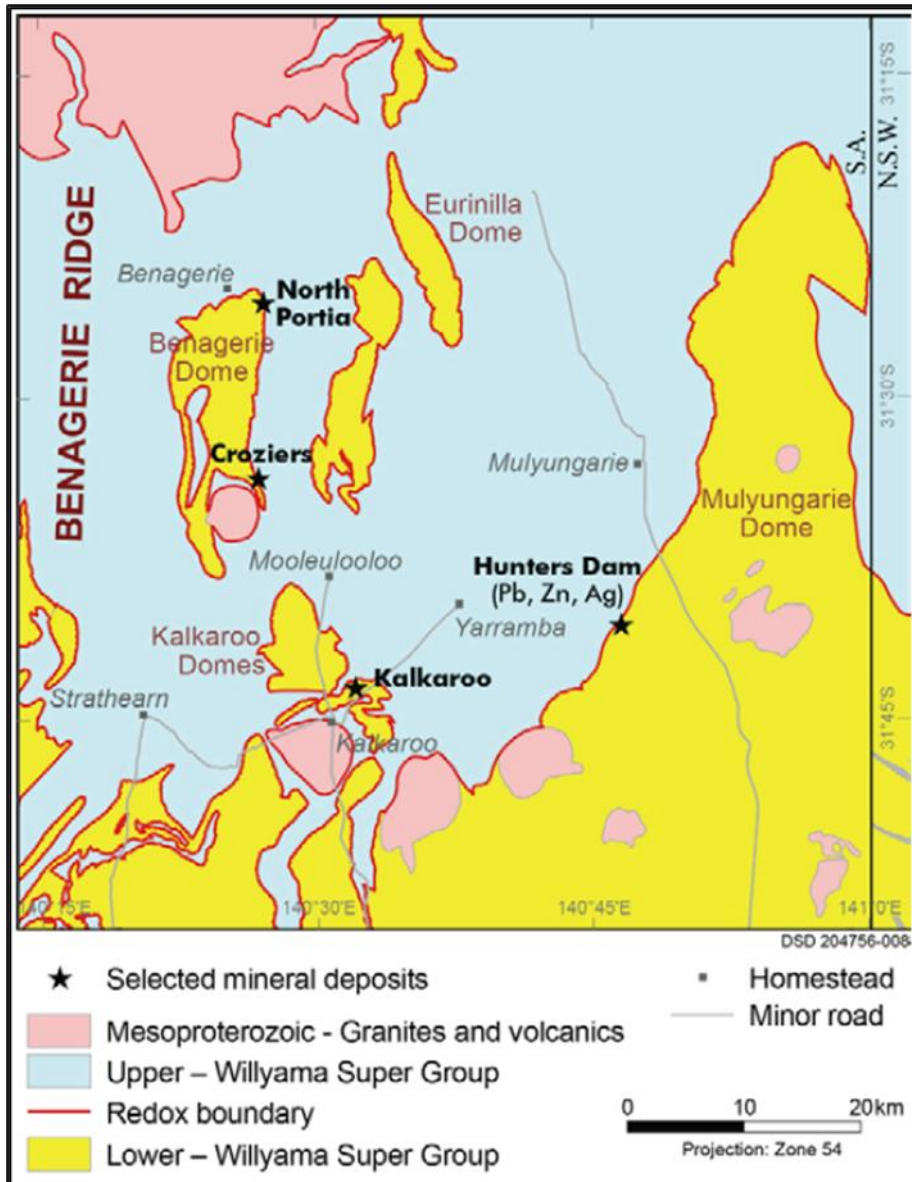 31°15'S
S.A.
N.S.W.
BENAGERIE RIDGE
Eurinilla
Dome
Benagerie
North
Portia
Benagerie
Dome
31°30'S
Croziers
Mulyungarie
Mulyungarie
Dome
Mooleulooloo
Hunters Dam
(Pb, Zn, Ag)
Yarramba
Kalkaroo
Domes
Kalkaroo
Strathearn
Kalkaroo
31°45'S
140°15'E
140°30'E
140°45'E
141°0'E
DSD 204756-008
Selected mineral deposits
Homestead
Minor road
Mesoproterozoic - Granites and volcanics
Upper – Willyama Super Group
Redox boundary
Lower – Willyama Super Group
0 10 20km
Projection: Zone 54